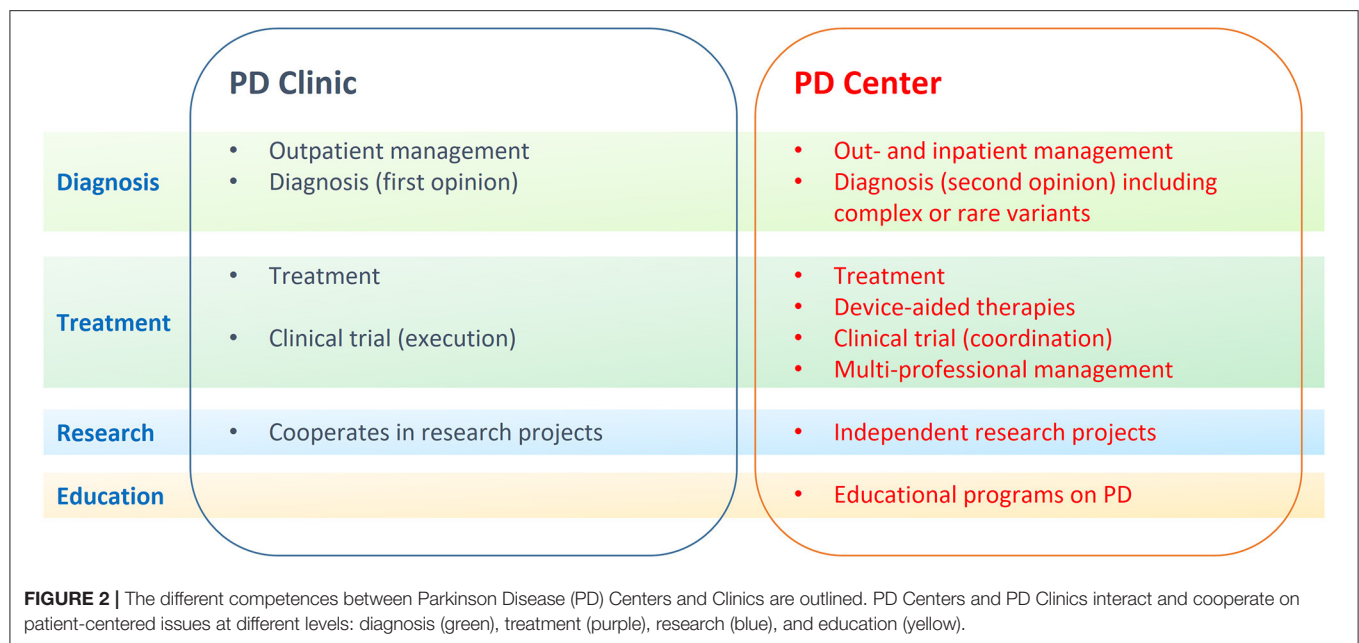 PD Clinic
PD Center
Diagnosis
• Outpatient management
• Diagnosis (first opinion)
• Out- and inpatient management
• Diagnosis (second opinion) including
complex or rare variants
Treatment
• Treatment
• Clinical trial (execution)
• Treatment
• Device-aided therapies
• Clinical trial (coordination)
• Multi-professional management
Research
• Cooperates in research projects
• Independent research projects
Education
• Educational programs on PD
FIGURE 2 | The different competences between Parkinson Disease (PD) Centers and Clinics are outlined. PD Centers and PD Clinics interact and cooperate on
patient-centered issues at different levels: diagnosis (green), treatment (purple), research (blue), and education (yellow).